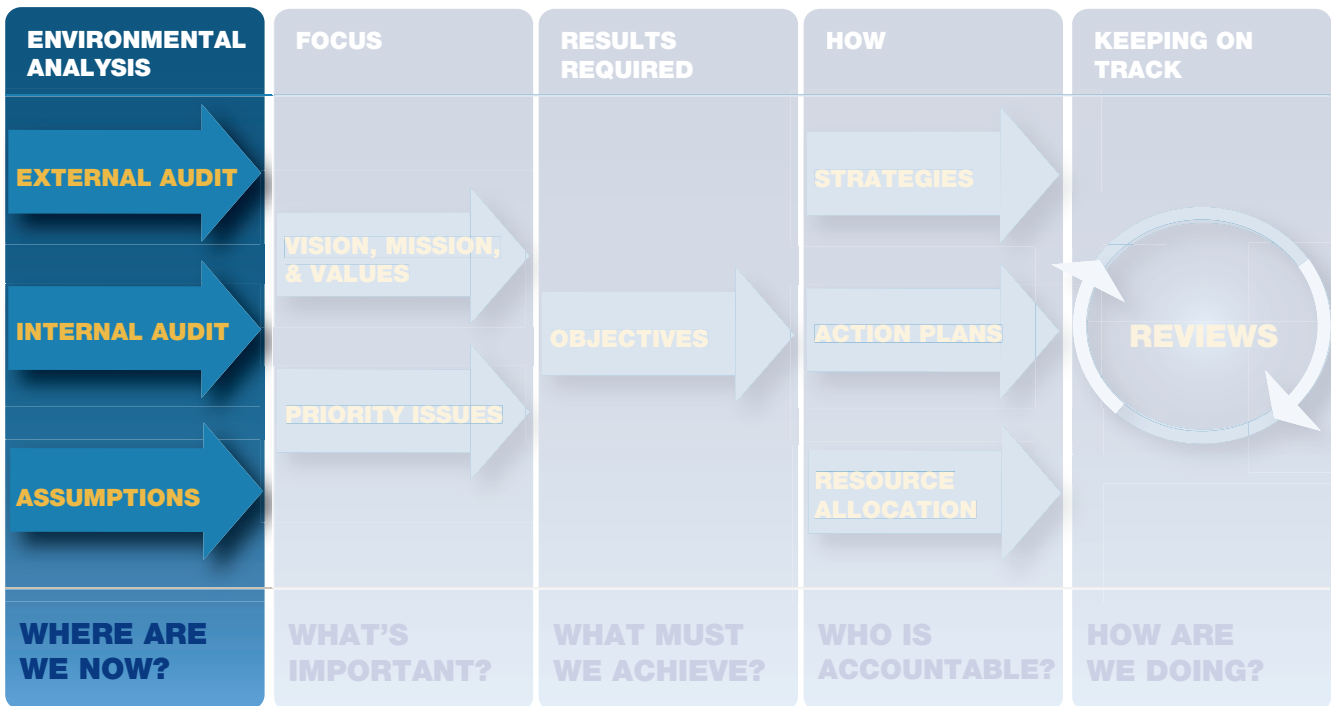 ENVIRONMENTAL
ANALYSIS
EXTERNAL AUDIT
INTERNAL AUDIT
ASSUMPTIONS
WHERE ARE
WE NOW?
FOCUS
VISION, MISSION,
& VALUES
PRIORITY ISSUES
WHAT'S
IMPORTANT?
RESULTS
REQUIRED
OBJECTIVES
WHAT MUST
WE ACHIEVE?
HOW
STRATEGIES
ACTION PLANS
RESOURCE
ALLOCATION
WHO IS
ACCOUNTABLE?
KEEPING ON
TRACK
REVIEWS
HOW ARE
WE DOING?